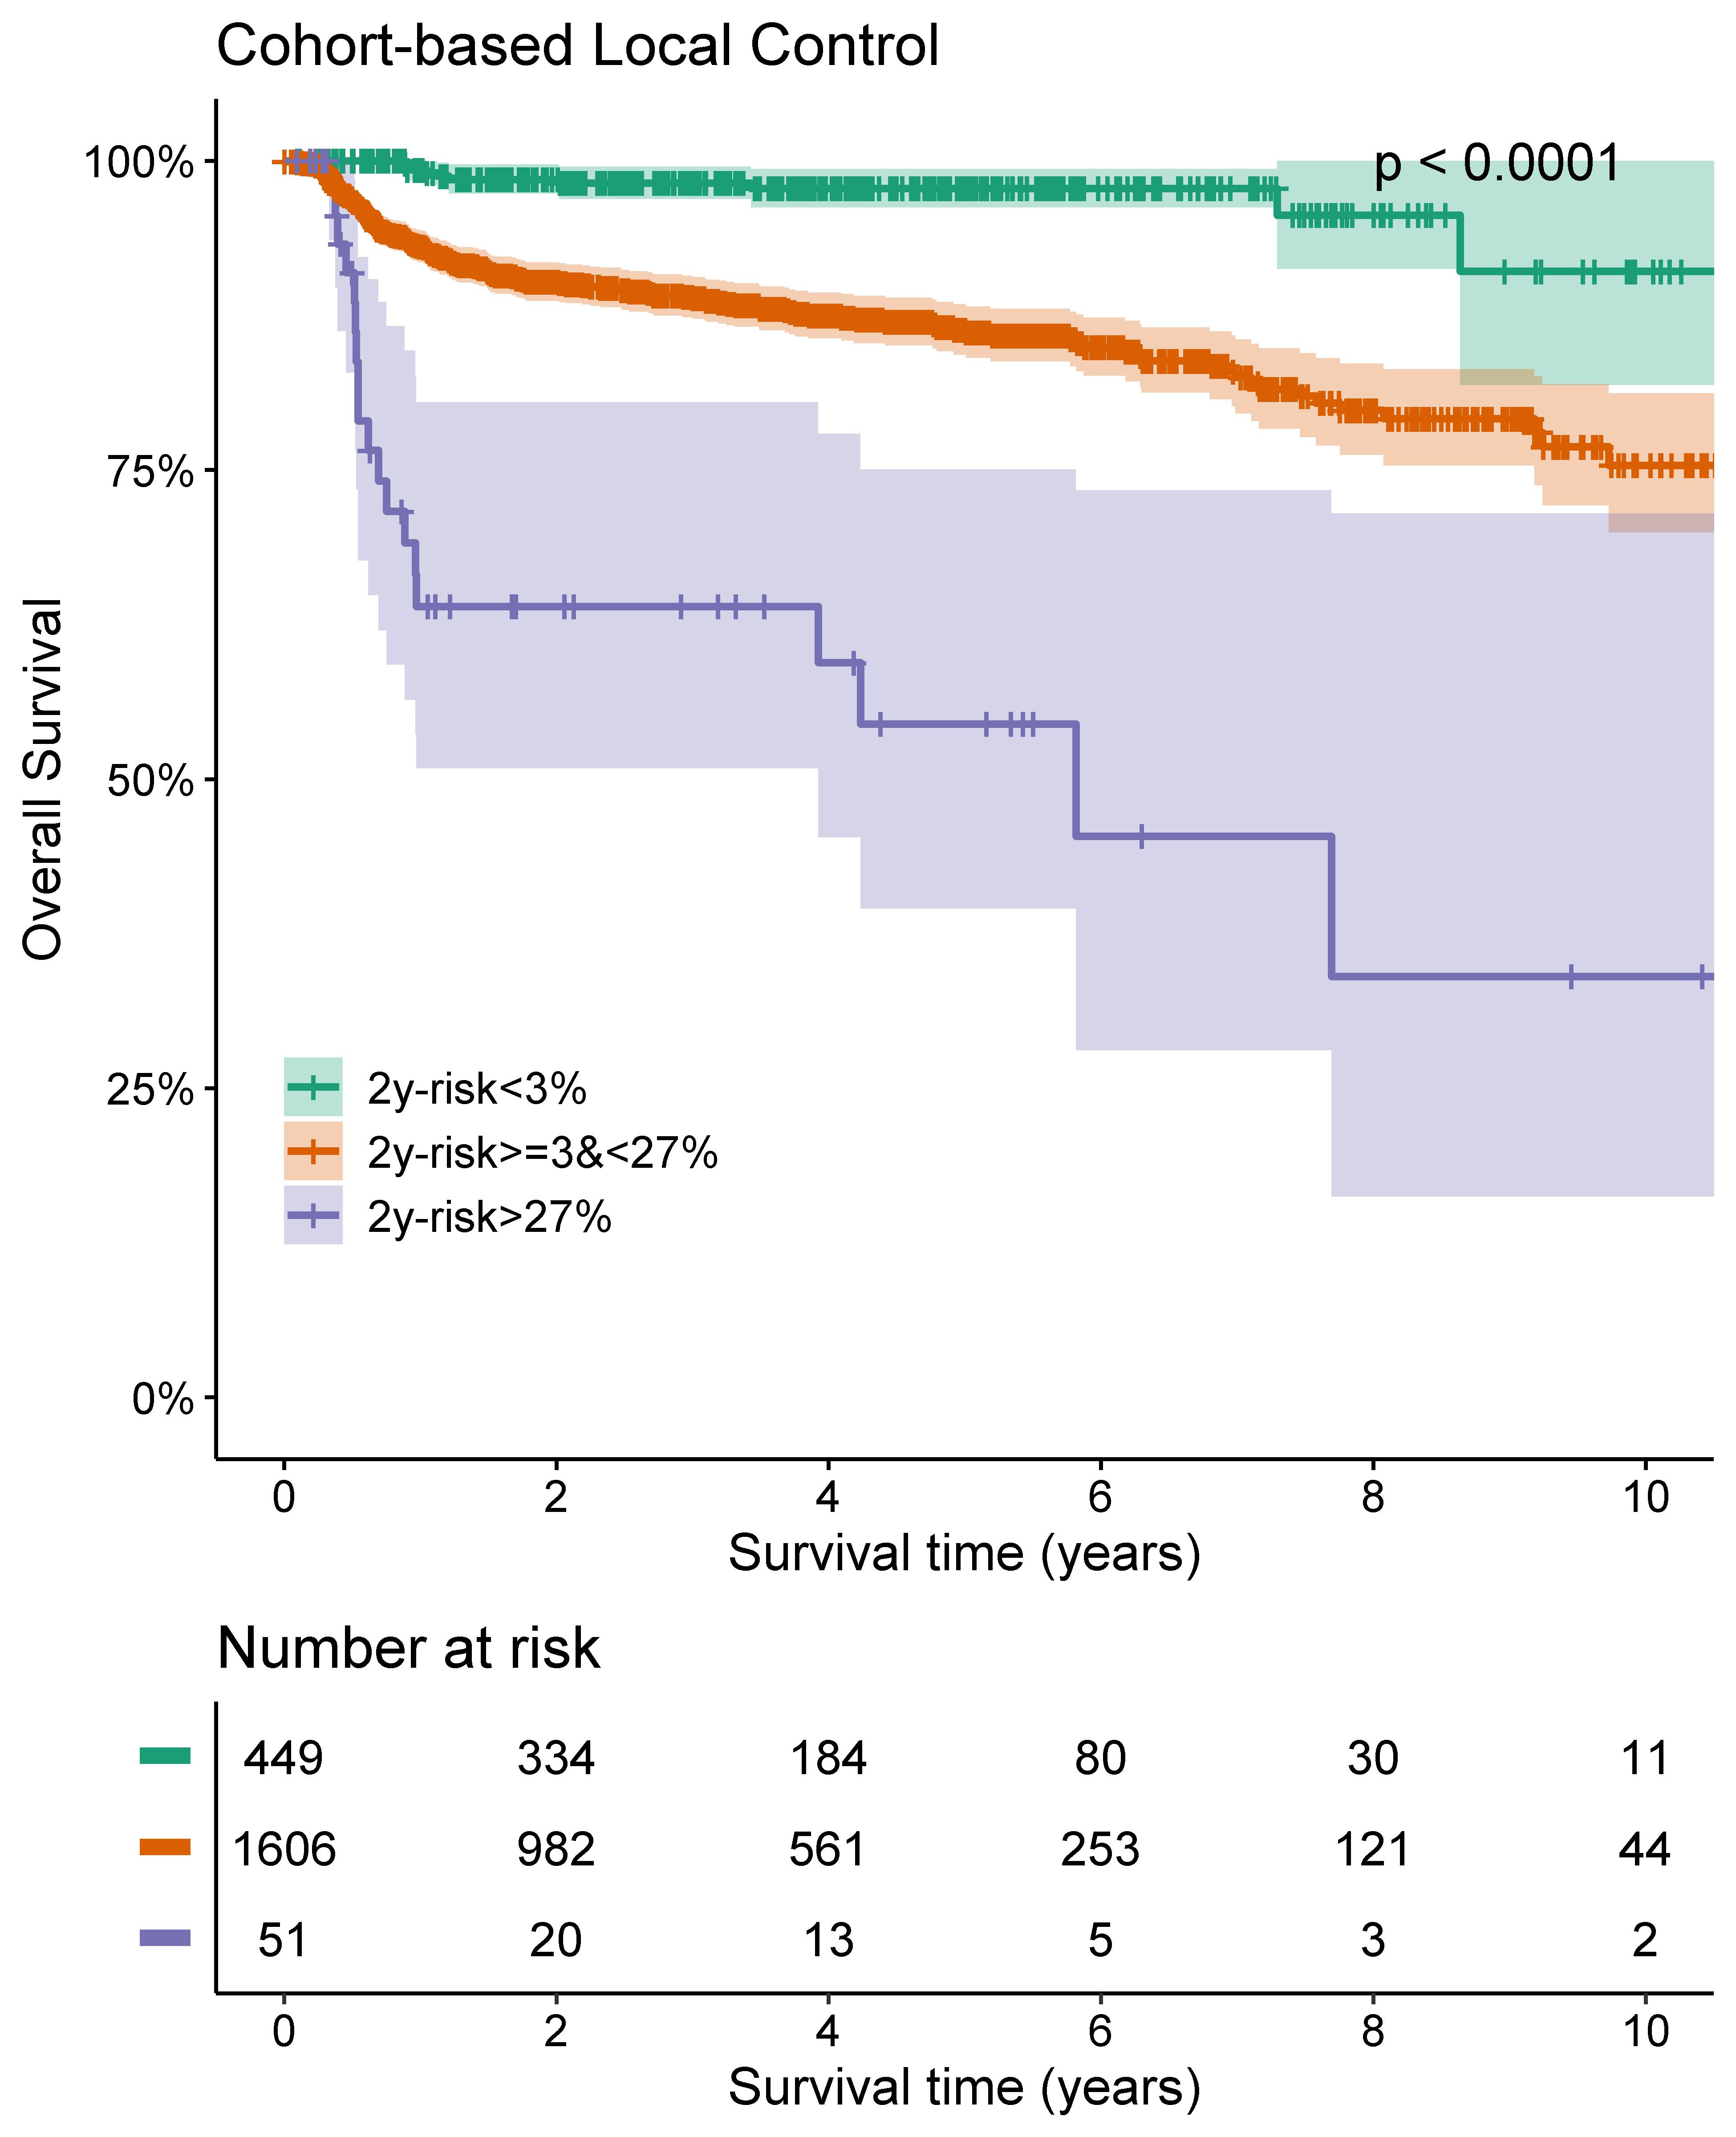 Cohort-based Local Control
p < 0.0001
100%
75%
50%
25%
0%
Overall Survival
2y-risk<3%
2y-risk>=3&<27%
2y-risk>27%
0 2 4 6 8 10
Survival time (years)
Number at risk
449 334 184 80 30 11
1606 982 561 253 121 44
51 20 13 5 3 2
0 2 4 6 8 10
Survival time (years)